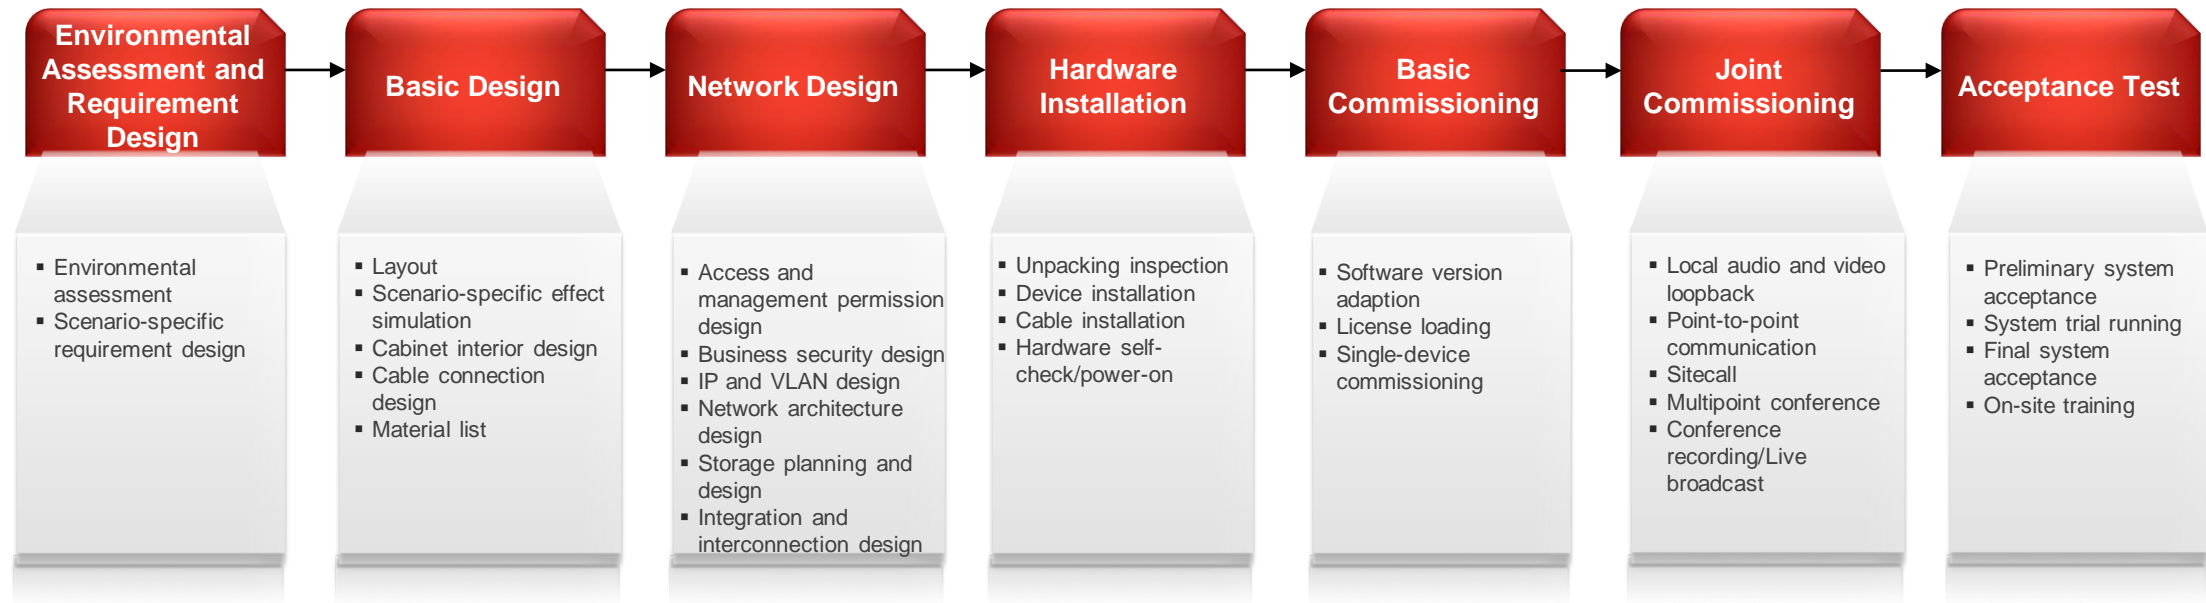 Environmental
Assessment and
Requirement
Design
Basic Design
Network Design
Hardware
Installation
Basic
Commissioning
Joint
Commissioning
Acceptance Test
▪ Environmental
assessment
▪ Scenario-specific
requirement design
▪ Layout
▪ Scenario-specific effect
simulation
▪ Cabinet interior design
▪ Cable connection
design
▪ Material list
▪ Access and
management permission
design
▪ Business security design
▪ IP and VLAN design
▪ Network architecture
design
▪ Storage planning and
design
▪ Integration and
interconnection design
▪ Unpacking inspection
▪ Device installation
▪ Cable installation
▪ Hardware self-
check/power-on
▪ Software version
adaption
▪ License loading
▪ Single-device
commissioning
▪ Local audio and video
loopback
▪ Point-to-point
communication
▪ Sitecall
▪ Multipoint conference
▪ Conference
recording/Live
broadcast
▪ Preliminary system
acceptance
▪ System trial running
▪ Final system
acceptance
▪ On-site training